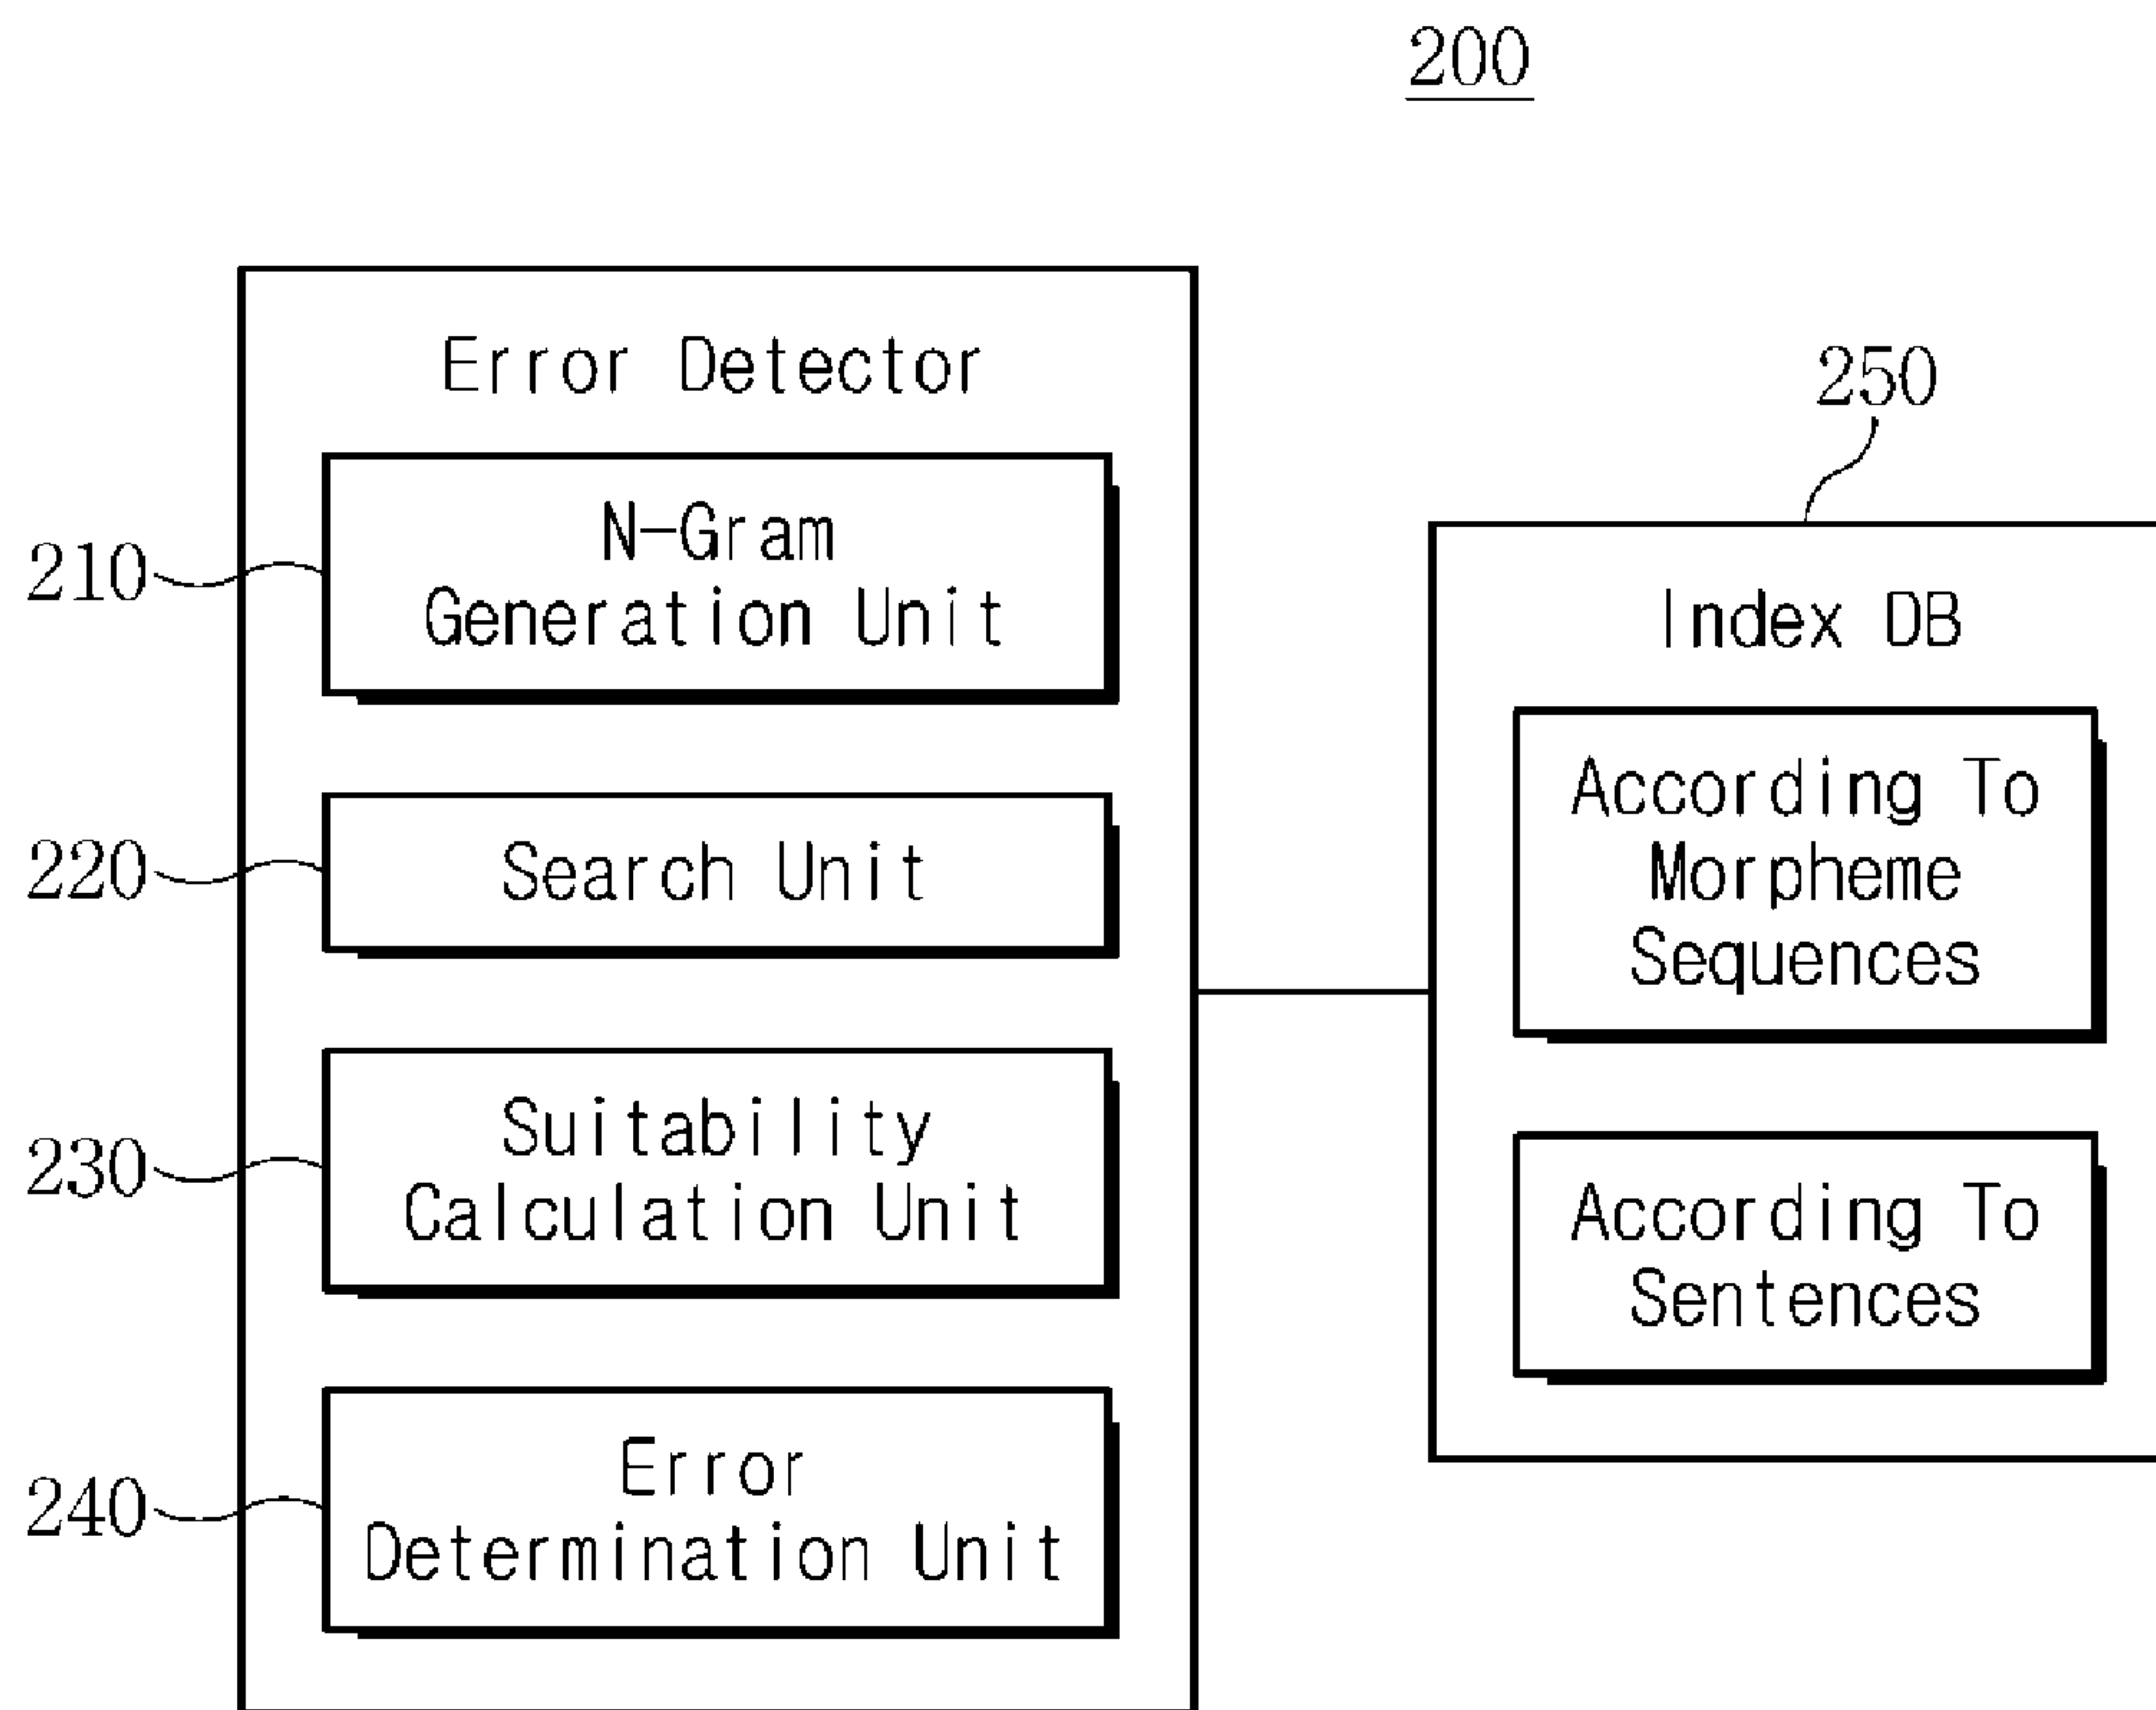 200
Error Detector
210
N-Gram
Generation Unit
220
Search Unit
230
Suitability
Calculation Unit
240
Error
Determination Unit
250
Index DB
According To
Morpheme
Sequences
According To
Sentences